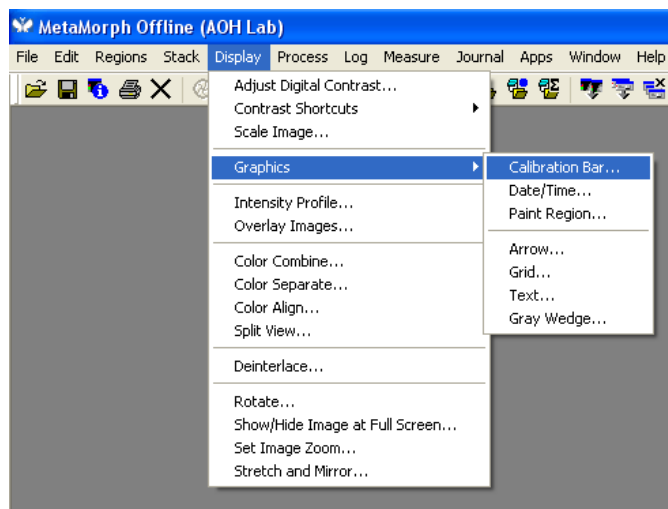 MetaMorph Offline (AOH Lab)
File Edit Regions Stack Display Process Log Measure Journal Apps Window Help
Adjust Digital Contrast...
Contrast Shortcuts
Scale Image...
Graphics
Calibration Bar...
Date/Time...
Paint Region...
Arrow...
Grid...
Text...
Gray Wedge...
Intensity Profile...
Overlay Images...
Color Combine...
Color Separate...
Color Align...
Split View...
Deinterlace...
Rotate...
Show/Hide Image at Full Screen...
Set Image Zoom...
Stretch and Mirror...